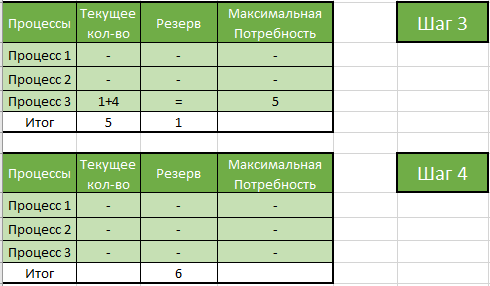 Процессы Текущее кол-во Резерв Максимальная Потребность Шаг 3
Процесс 1 - - -
Процесс 2 - - -
Процесс 3 1+4 = 5
Итог 5 1
Процессы Текущее кол-во Резерв Максимальная Потребность Шаг 4
Процесс 1 - - -
Процесс 2 - - -
Процесс 3 - - -
Итог 6